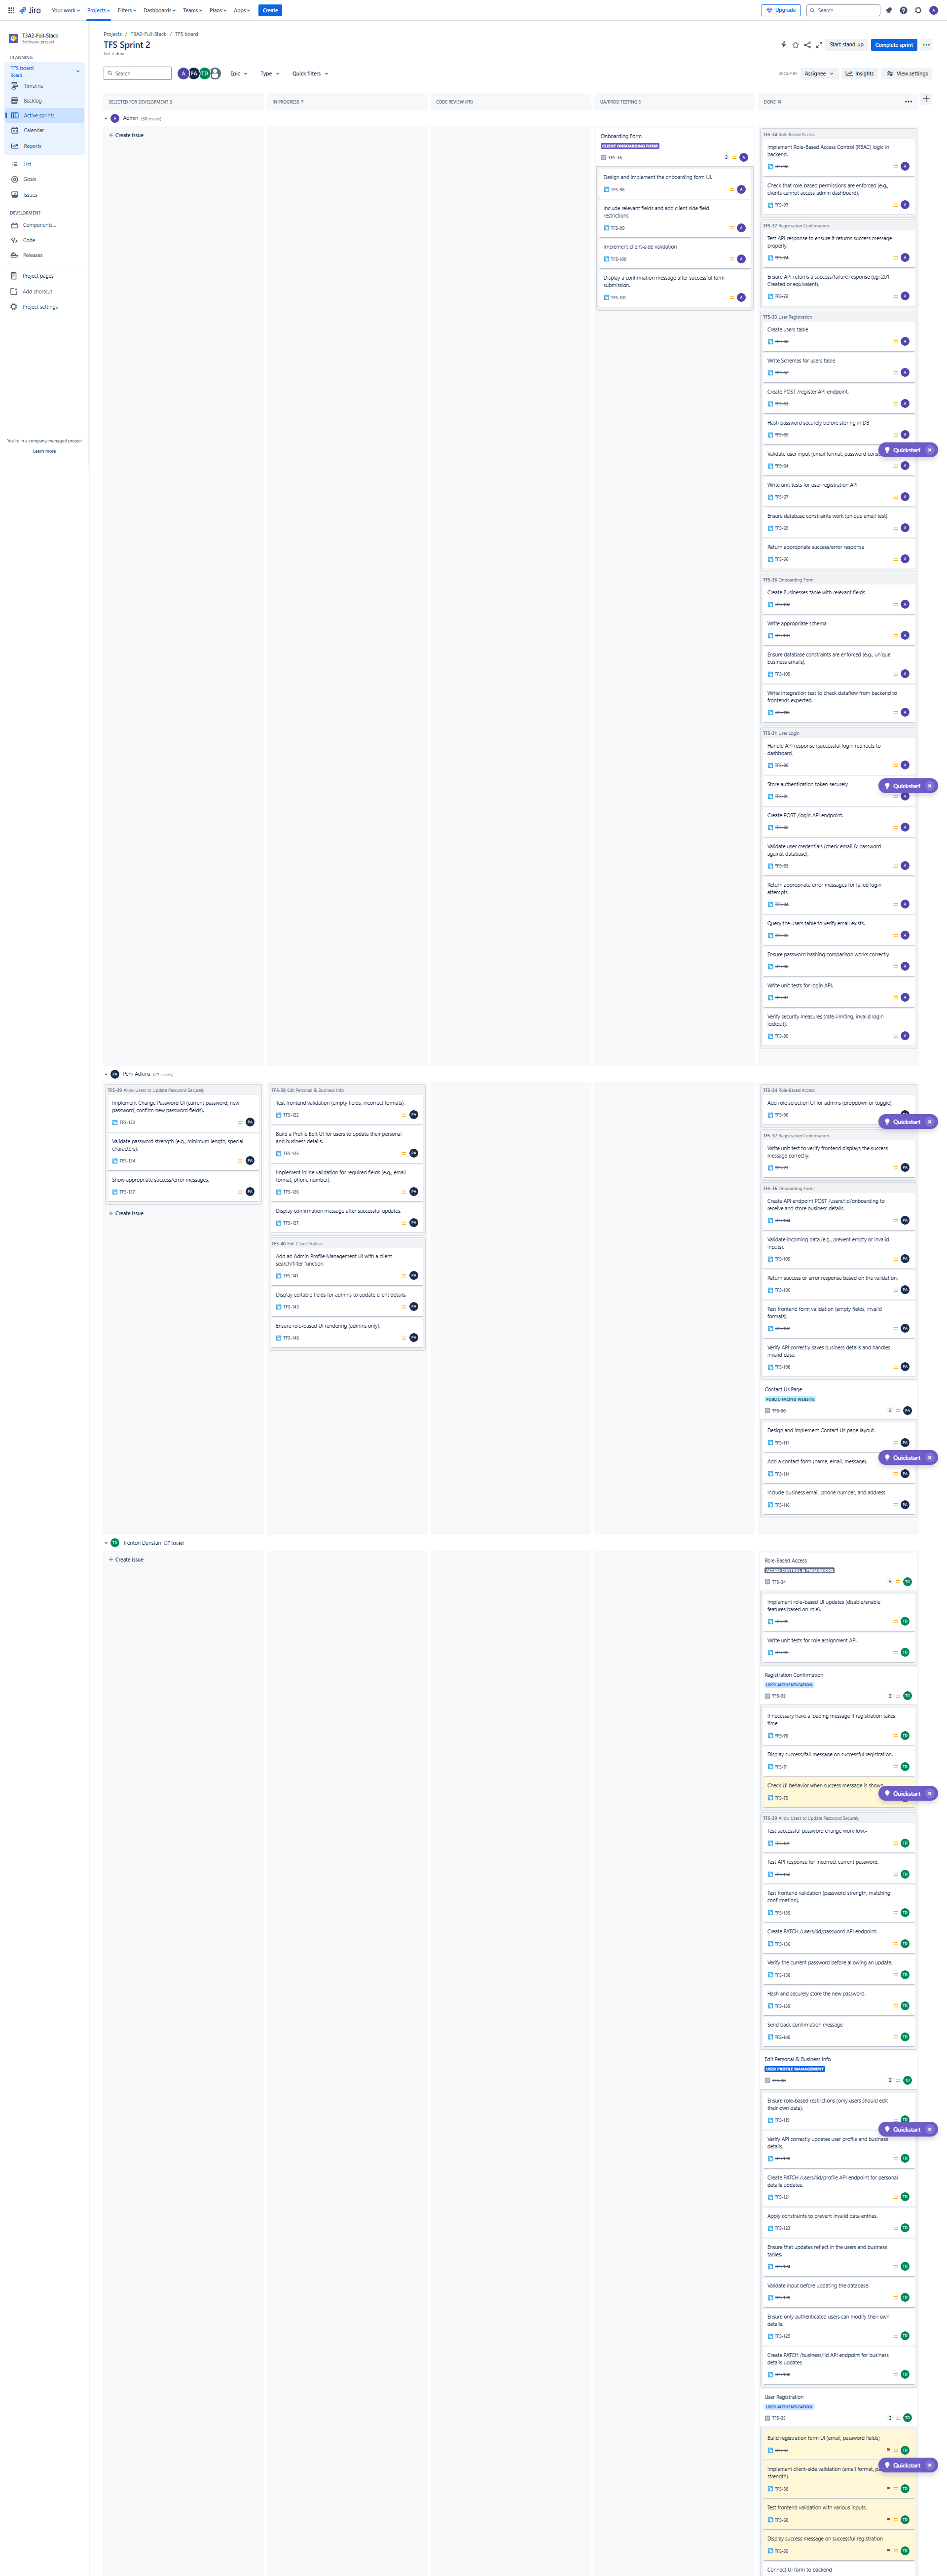 Jira
Your work
Projects
Filters
Dashboards
Teams
Plans
Apps
Create
Upgrade
Search
T3A2-Full-Stack
Software project
PLANNING
TFS board
Board
Timeline
Backlog
Active sprints
Calendar
Reports
List
Goals
Issues
DEVELOPMENT
Components...
Code
Releases
Project pages
Add shortcut
Project settings
You're in a company-managed project
Learn more
Projects / T3A2-Full-Stack / TFS board
TFS Sprint 2
Get it done
Start stand-up
Complete sprint
Search
A PA TD
Epic
Type
Quick filters
GROUP BY
Assignee
Insights
View settings
SELECTED FOR DEVELOPMENT 3
IN PROGRESS 7
CODE REVIEW (PR)
UA/PROD TESTING 5
DONE 74
A Admin (30 issues)
Create issue
Onboarding Form
CLIENT ONBOARDING FORM
TFS-36
Design and implement the onboarding form UI.
TFS-98
Include relevant fields and add client side field
restrictions
TFS-99
Implement client-side validation
TFS-100
Display a confirmation message after successful form
submission.
TFS-101
TFS-34 Role-Based Access
Implement Role-Based Access Control (RBAC) logic in
backend.
TFS-92
Check that role-based permissions are enforced (e.g.,
clients cannot access admin dashboard).
TFS-97
TFS-32 Registration Confirmation
Test API response to ensure it returns success message
properly.
TFS-74
Ensure API returns a success/failure response (eg: 201
Created or equivalent).
TFS-72
TFS-33 User Registration
Create users table
Write Schemas for users table
TFS-62
Create POST /register API endpoint.
TFS-63
Hash password securely before storing in DB
TFS-65
Validate user input (email format, password const
TFS-64
Quickstart
Write unit tests for user registration API
TFS-67
Ensure database constraints work (unique email test).
TFS-69
Return appropriate success/error response
TFS-66
TFS-36 Onboarding Form
Create Businesses table with relevant fields
TFS-102
Write appropriate schema
TFS-103
Ensure database constraints are enforced (e.g., unique
business emails).
TFS-109
Write integration test to check dataflow from backend to
frontends expected.
TFS-110
TFS-31 User Login
Handle API response (successful login redirects to
dashboard,
TFS-80
Store authentication token securely
TFS-81
Quickstart
Create POST /login API endpoint.
TFS-82
Validate user credentials (check email & password
against database).
TFS-83
Return appropriate error messages for failed login
attempts
TFS-84
Query the users table to verify email exists.
TFS-85
Ensure password hashing comparison works correctly
TFS-86
Write unit tests for login API.
TFS-87
Verify security measures (rate-limiting, invalid login
lockout).
TFS-89
PA Perri Adkins (21 issues)
TFS-39 Allow Users to Update Password Securely
Implement Change Password UI (current password, new
password, confirm new password fields).
TFS-133
Validate password strength (e.g., minimum length, special
characters).
TFS-134
Show appropriate success/error messages.
TFS-137
Create issue
TFS-38 Edit Personal & Business Info
Test frontend validation (empty fields, incorrect formats).
TFS-122
Build a Profile Edit UI for users to update their personal
and business details.
TFS-125
Implement inline validation for required fields (e.g., email
format, phone number).
TFS-126
Display confirmation message after successful updates.
TFS-127
TFS-40 Edit Client Profiles
Add an Admin Profile Management UI with a client
search/filter function.
TFS-141
Display editable fields for admins to update client details.
TFS-143
Ensure role-based UI rendering (admins only).
TFS-146
TFS-34 Role-Based Access
Add role selection UI for admins (dropdown or toggle).
TFS-90
Quickstart
TFS-32 Registration Confirmation
Write unit test to verify frontend displays the success
message correctly.
TFS-73
TFS-36 Onboarding Form
Create API endpoint POST /users/:id/onboarding to
receive and store business details.
TFS-104
Validate incoming data (e.g., prevent empty or invalid
inputs).
TFS-105
Return success or error response based on the validation.
TFS-106
Test frontend form validation (empty fields, invalid
formats).
TFS-107
Verify API correctly saves business details and handles
invalid data.
TFS-108
Contact Us Page
PUBLIC-FACING WEBSITE
TFS-30
Design and implement Contact Us page layout.
TFS-111
Add a contact form (name, email, message).
TFS-114
Quickstart
Include business email, phone number, and address
TFS-116
TD Trenton Dunstan (37 issues)
Create issue
Role-Based Access
ACCESS CONTROL & PERMISSIONS
TFS-34
Implement role-based UI updates (disable/enable
features based on role).
TFS-91
Write unit tests for role assignment API.
TFS-95
Registration Confirmation
USER AUTHENTICATION
TFS-32
If necessary have a loading message if registration takes
time
TFS-70
Display success/fail message on successful registration.
TFS-71
Check UI behavior when success message is shown
TFS-75
Quickstart
TFS-39 Allow Users to Update Password Securely
Test successful password change workflow.-
TFS-131
Test API response for incorrect current password.
TFS-132
Test frontend validation (password strength, matching
confirmation).
TFS-135
Create PATCH /users/:id/password API endpoint.
TFS-136
Verify the current password before allowing an update.
TFS-138
Hash and securely store the new password.
TFS-139
Send back confirmation message
TFS-140
Edit Personal & Business Info
USER PROFILE MANAGEMENT
TFS-38
Ensure role-based restrictions (only users should edit
their own data).
Quickstart
Verify API correctly updates user profile and business
details.
TFS-120
Create PATCH /users/:id/profile API endpoint for personal
details updates.
TFS-121
Apply constraints to prevent invalid data entries.
TFS-123
Ensure that updates reflect in the users and business
tables.
TFS-124
Validate input before updating the database.
TFS-128
Ensure only authenticated users can modify their own
details.
TFS-129
Create PATCH /business/:id API endpoint for business
details updates
TFS-130
User Registration
USER AUTHENTICATION
TFS-33
Build registration form UI (email, password fields)
TFS-57
Implement client-side validation (email format, pa
strength)
Quickstart
TFS-58
Test frontend validation with various inputs.
TFS-68
Display success message on successful registration
Connect UI form to backend